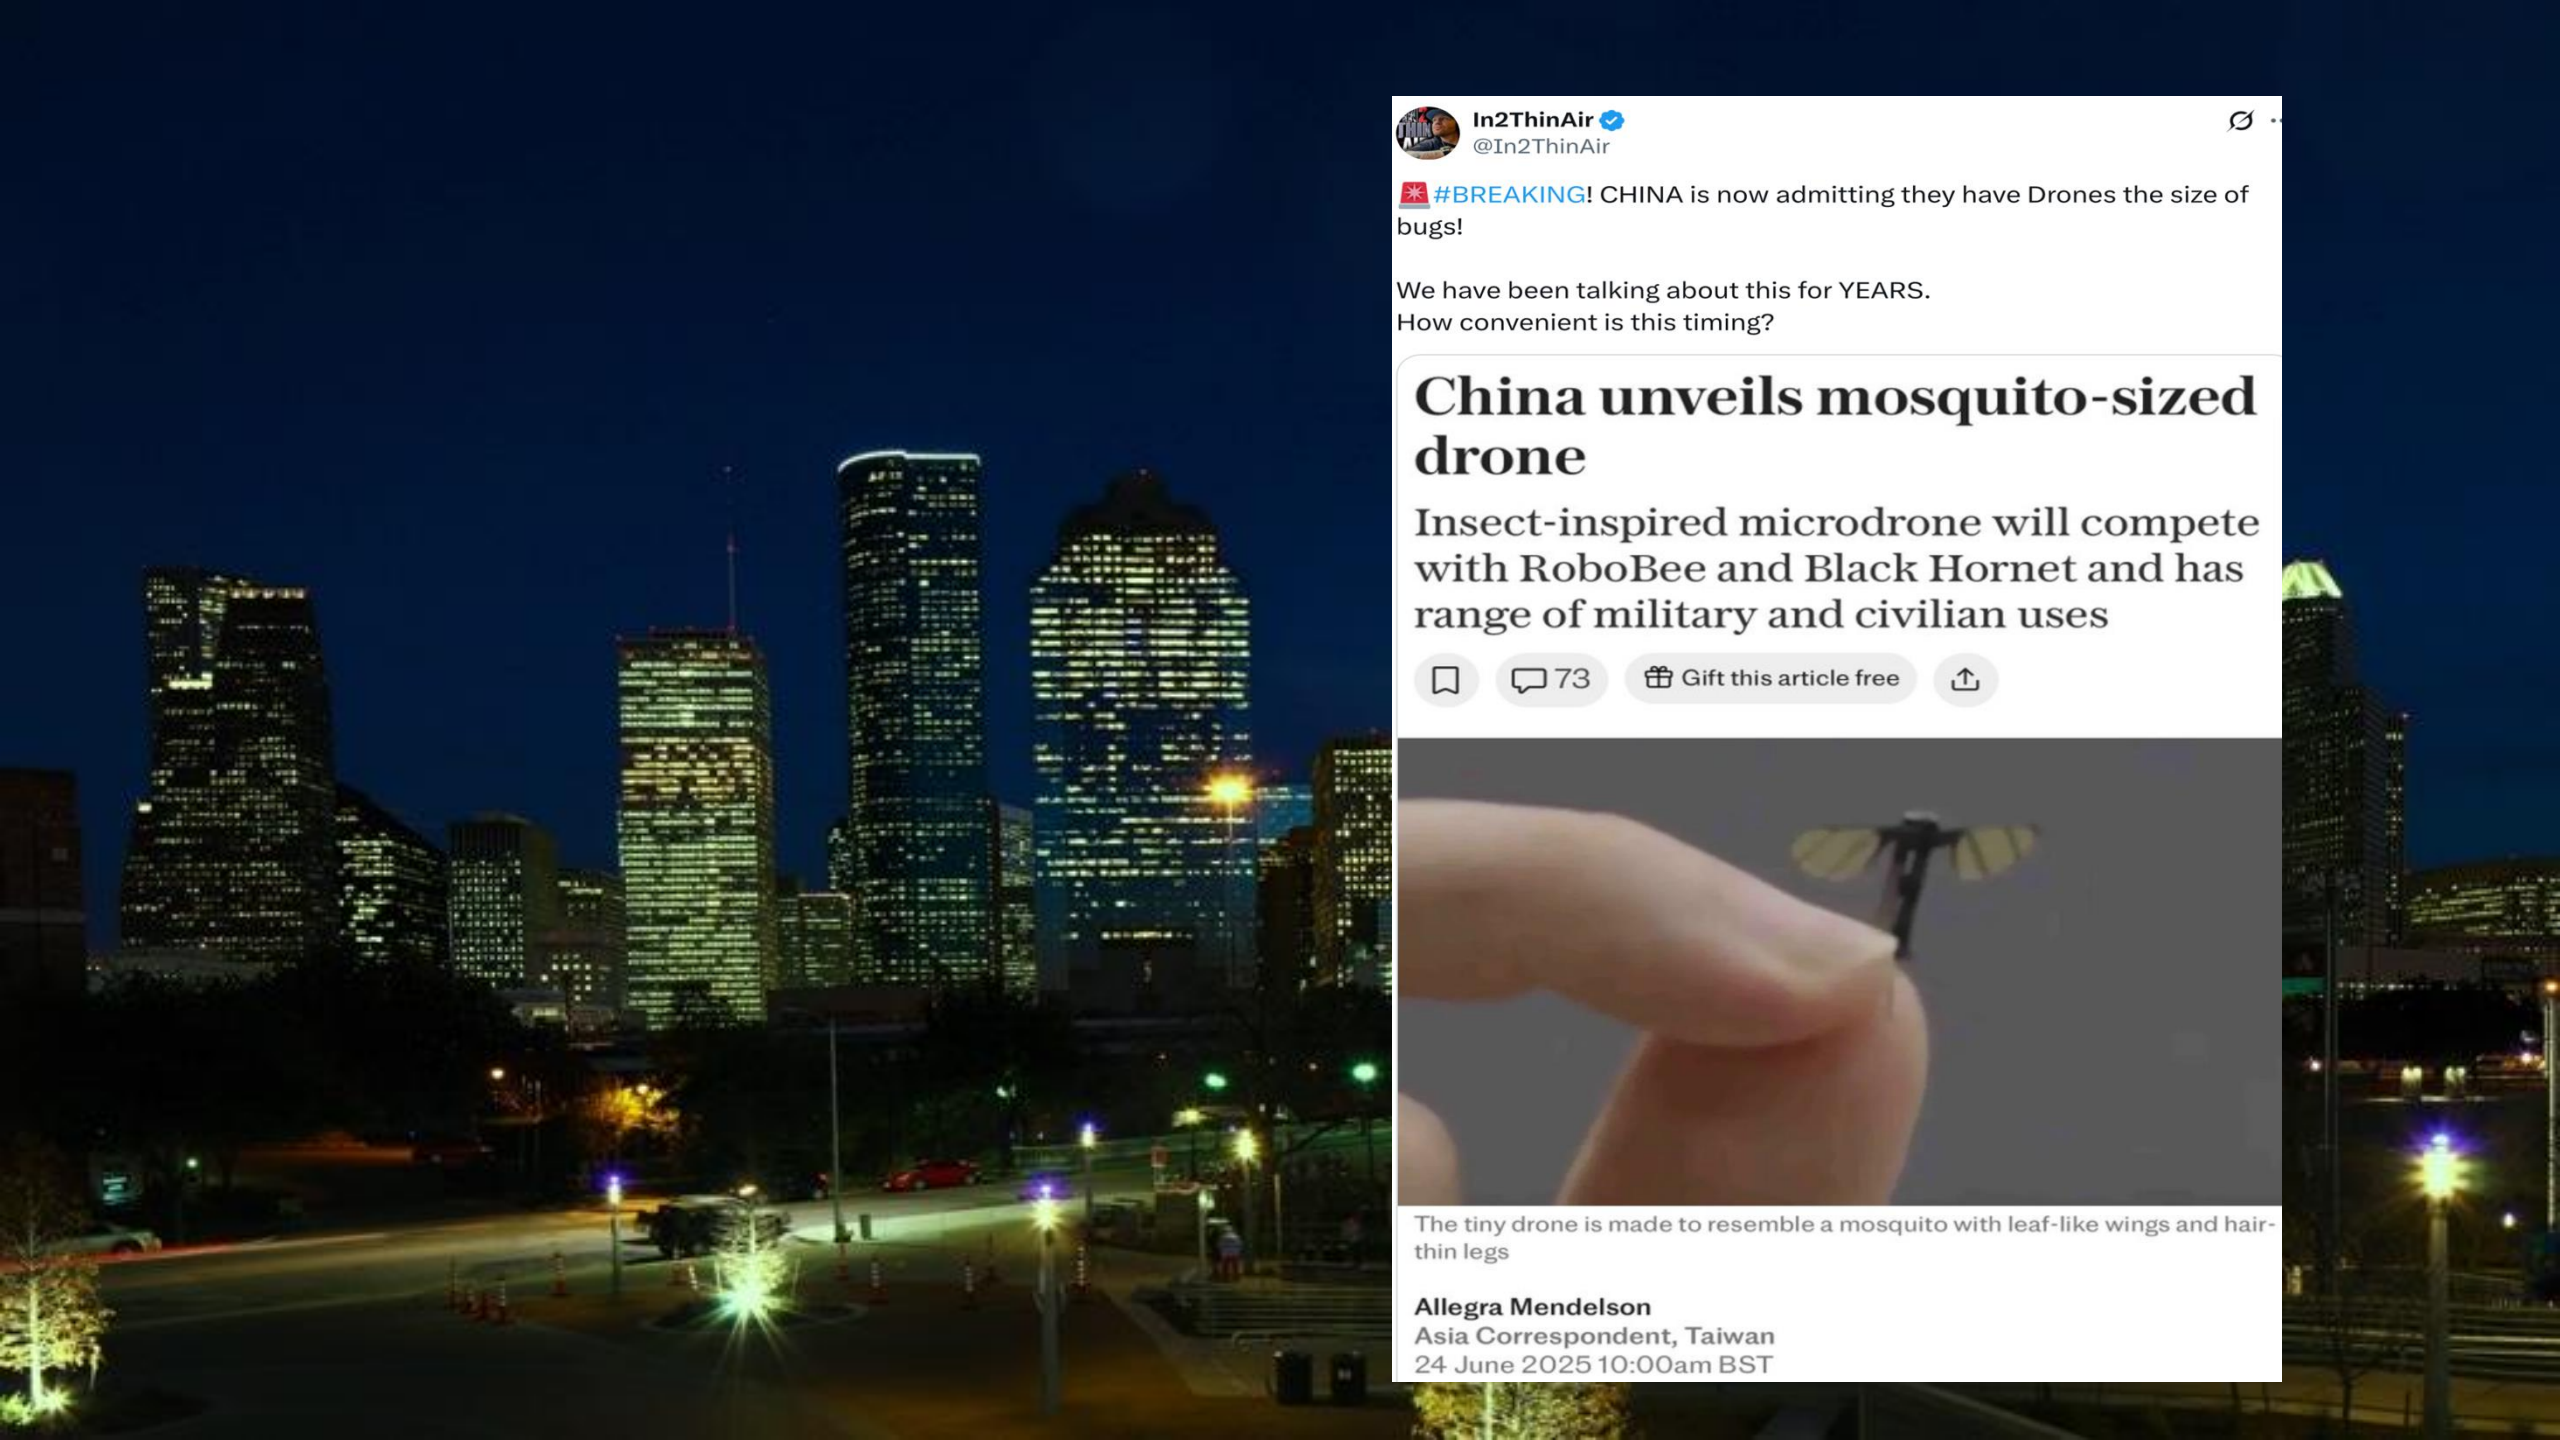 In2ThinAir
@In2ThinAir
🚨#BREAKING! CHINA is now admitting they have Drones the size of
bugs!
We have been talking about this for YEARS.
How convenient is this timing?
China unveils mosquito-sized
drone
Insect-inspired microdrone will compete
with RoboBee and Black Hornet and has
range of military and civilian uses
73
Gift this article free
The tiny drone is made to resemble a mosquito with leaf-like wings and hair-
thin legs
Allegra Mendelson
Asia Correspondent, Taiwan
24 June 2025 10:00am BST